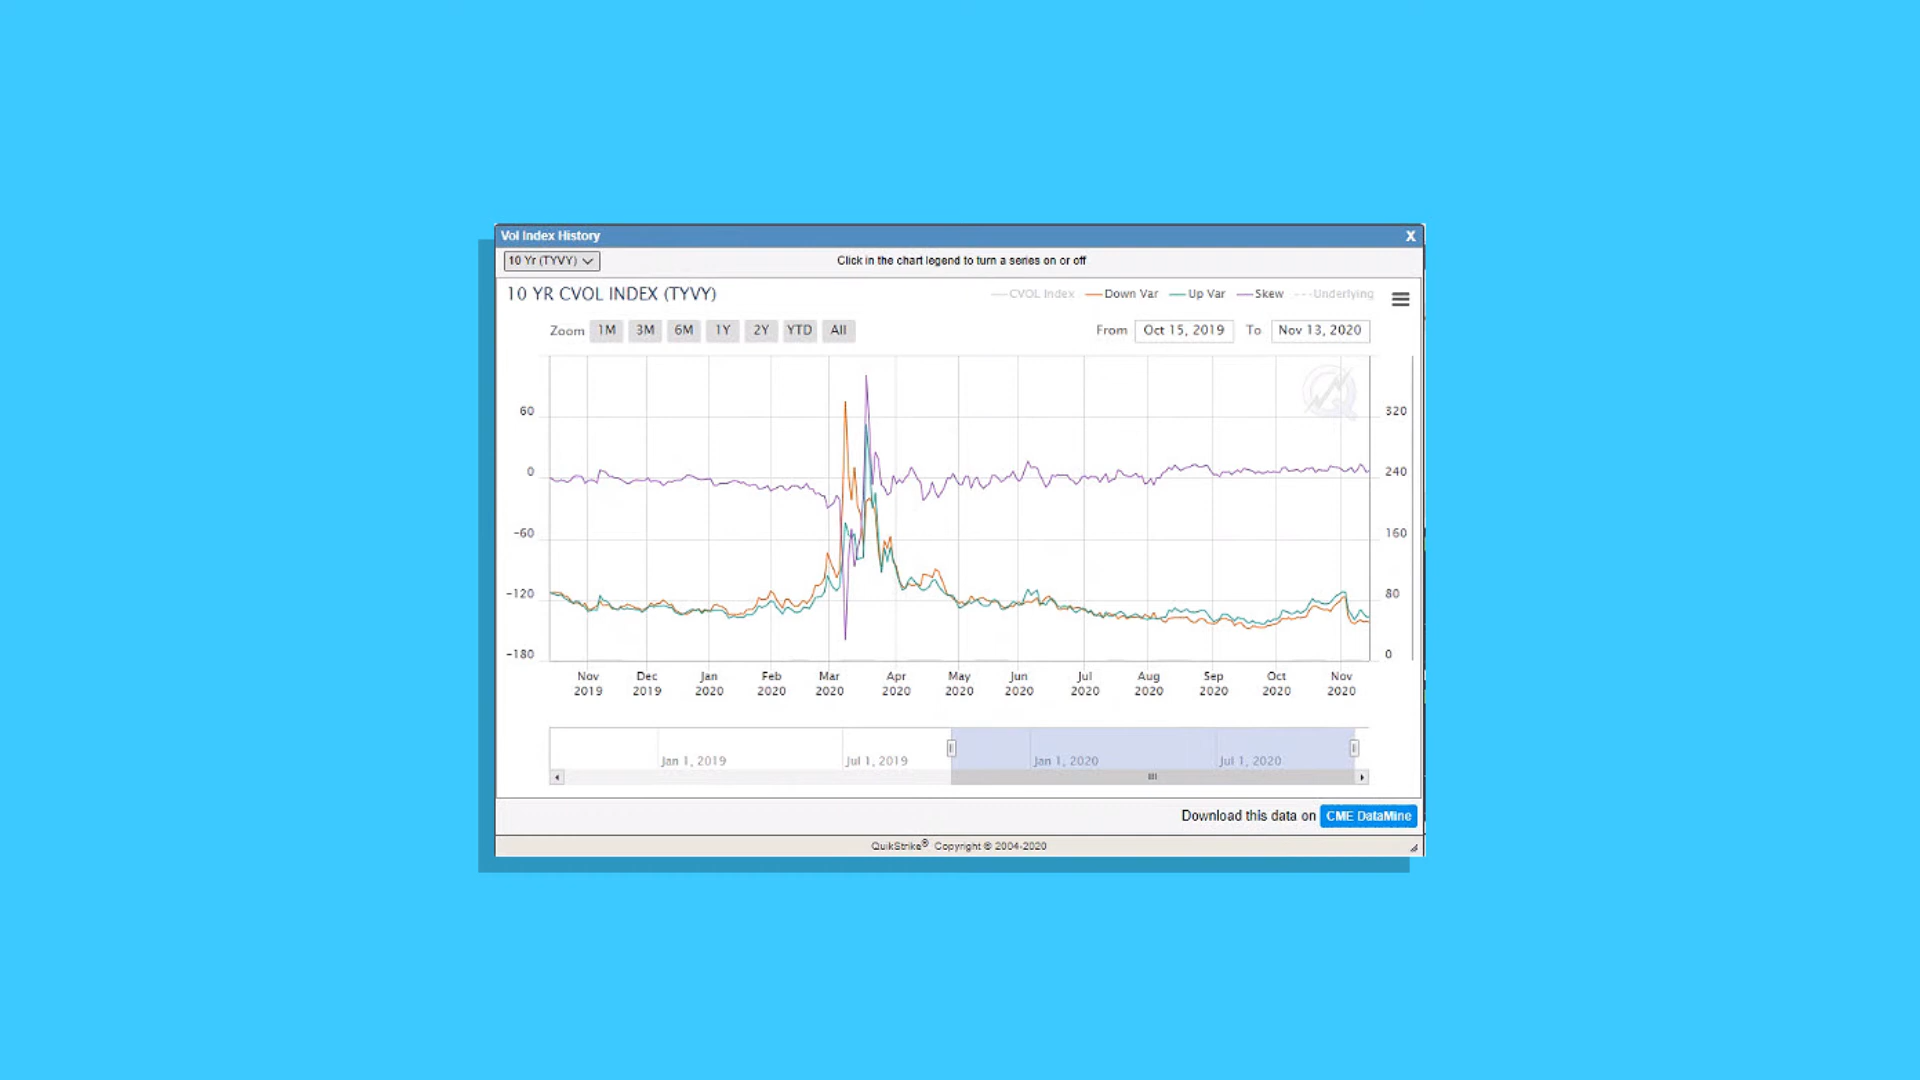 Vol Index History X
10 Yr (TYVY)
Click in the chart legend to turn a series on or off
10 YR CVOL INDEX (TYVY)
CVOL Index Down Var Up Var Skew Underlying
Zoom 1M 3M 6M 1Y 2Y YTD All
From Oct 15, 2019 To Nov 13, 2020
60 320
0 240
-60 160
-120 80
-180 0
Nov 2019 Dec 2019 Jan 2020 Feb 2020 Mar 2020 Apr 2020 May 2020 Jun 2020 Jul 2020 Aug 2020 Sep 2020 Oct 2020 Nov 2020
Jan 1, 2019 Jul 1, 2019 Jan 1, 2020 Jul 1, 2020
Download this data on CME DataMine
QuikStrike® Copyright © 2004-2020